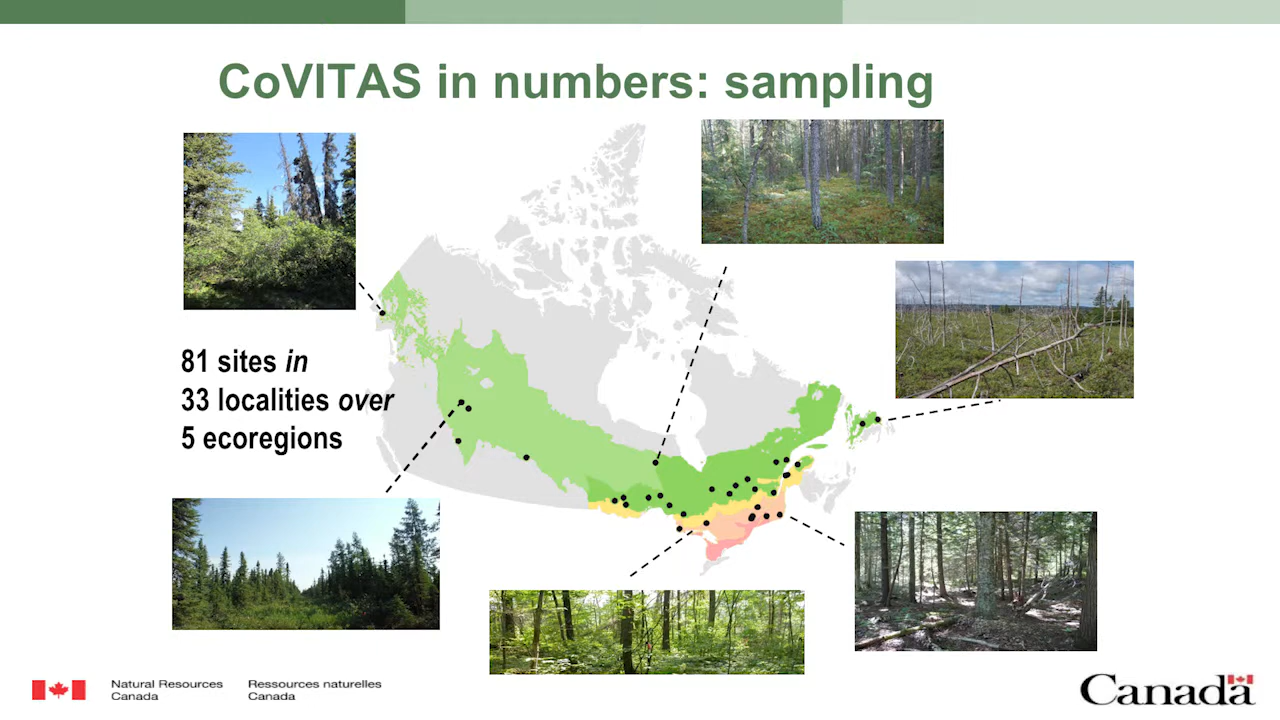 CoVITAS in numbers: sampling
81 sites in
33 localities over
5 ecoregions
Natural Resources
Canada
Ressources naturelles
Canada
Canada